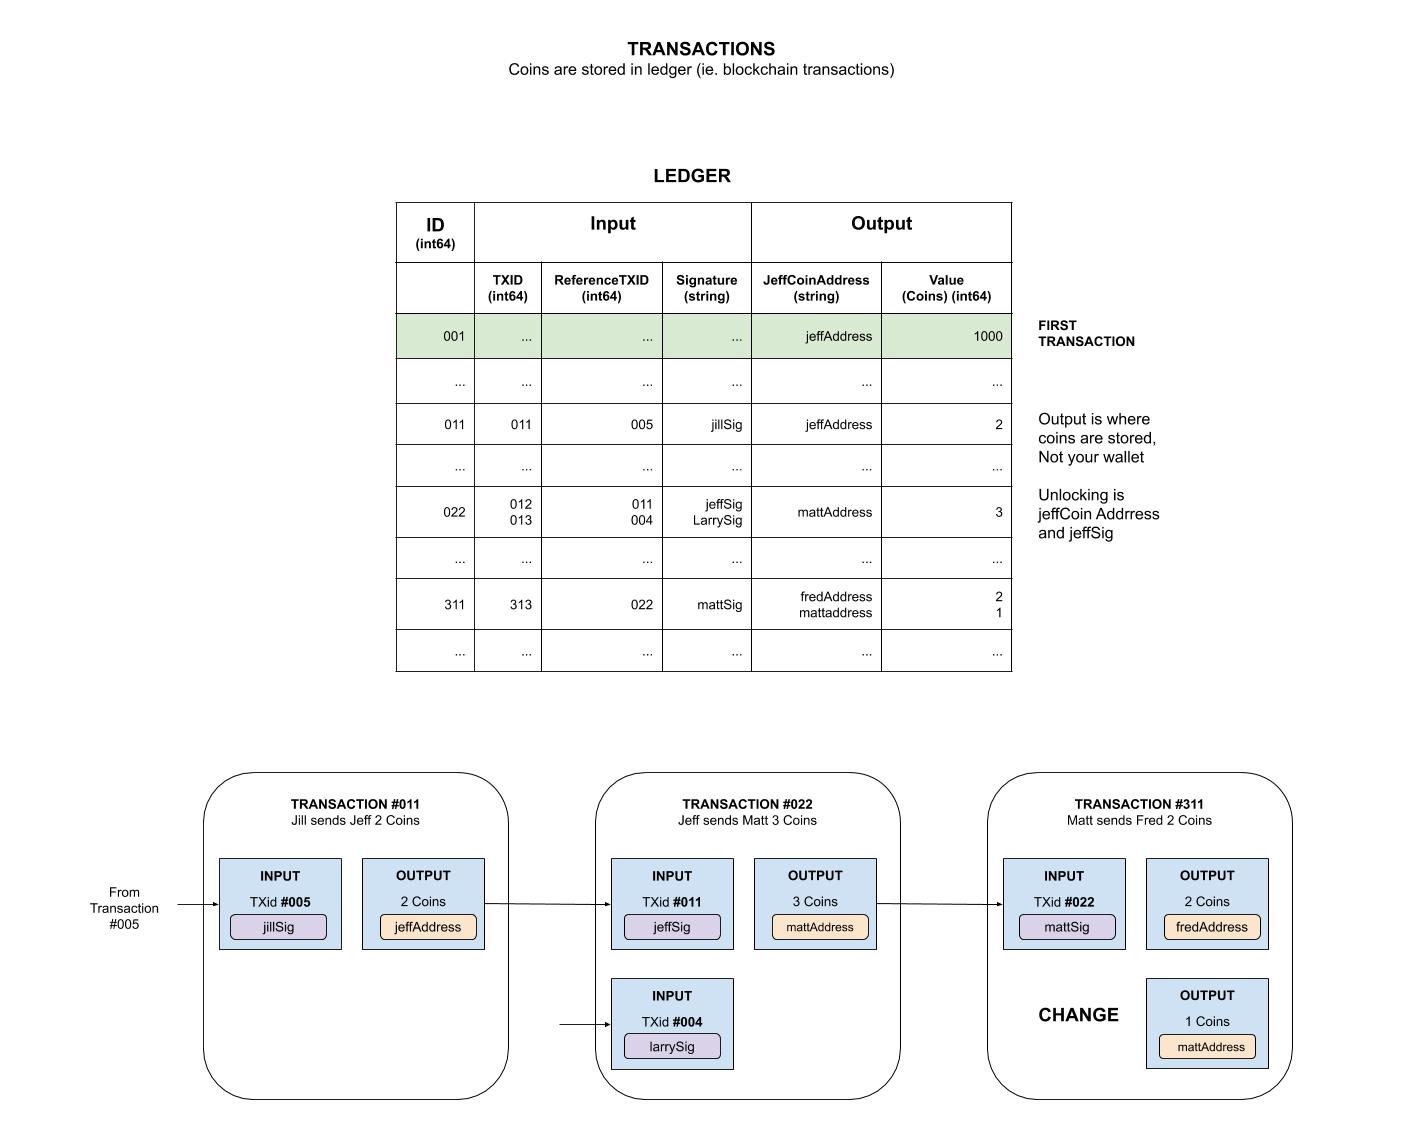 TRANSACTIONS
Coins are stored in ledger (ie. blockchain transactions)
LEDGER
ID
(int64)
Input
Output
TXID
(int64)
ReferenceTXID
(int64)
Signature
(string)
JeffCoinAddress
(string)
Value
(Coins) (int64)
001 ... ... ... jeffAddress 1000
FIRST
TRANSACTION
... ... ... ... ... ...
011 011 005 jillSig jeffAddress 2
Output is where
coins are stored,
Not your wallet
... ... ... ... ... ...
Unlocking is
jeffCoin Addrress
and jeffSig
022
012
013
011
004
jeffSig
LarrySig
mattAddress
3
... ... ... ... ... ...
311
313
022
mattSig
fredAddress
mattaddress
2
1
... ... ... ... ... ...
From
Transaction
#005
TRANSACTION #011
Jill sends Jeff 2 Coins
INPUT
TXid #005
jillSig
OUTPUT
2 Coins
jeffAddress
TRANSACTION #022
Jeff sends Matt 3 Coins
INPUT
TXid #011
jeffSig
OUTPUT
3 Coins
mattAddress
INPUT
TXid #004
larrySig
TRANSACTION #311
Matt sends Fred 2 Coins
INPUT
TXid #022
mattSig
OUTPUT
2 Coins
fredAddress
CHANGE
OUTPUT
1 Coins
mattAddress